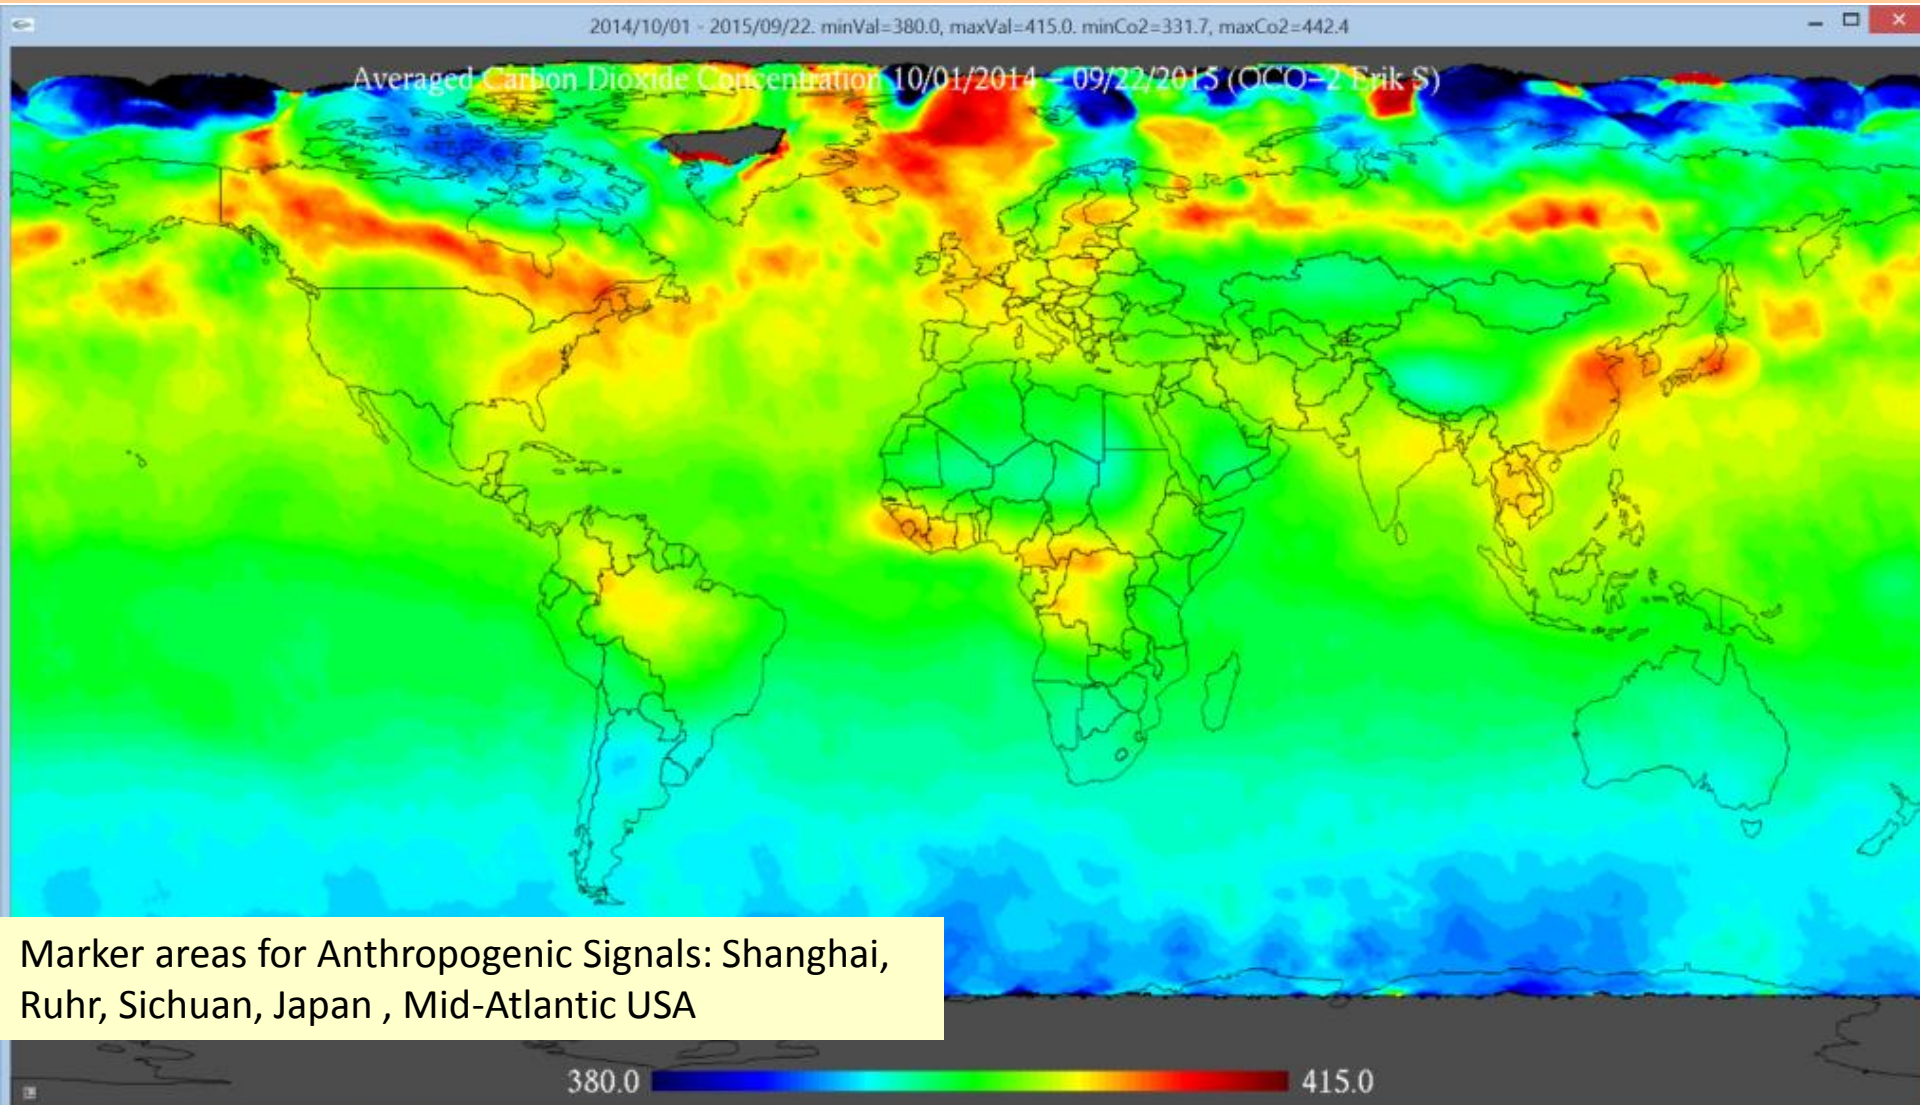 2014/10/01 - 2015/09/22. minVal=380.0, maxVal=415.0. minCo2=331.7, maxCo2=442.4
Averaged Carbon Dioxide Concentration 10/01/2014 – 09/22/2015 (OCO-2 Erik S)
Marker areas for Anthropogenic Signals: Shanghai,
Ruhr, Sichuan, Japan , Mid-Atlantic USA
380.0 415.0